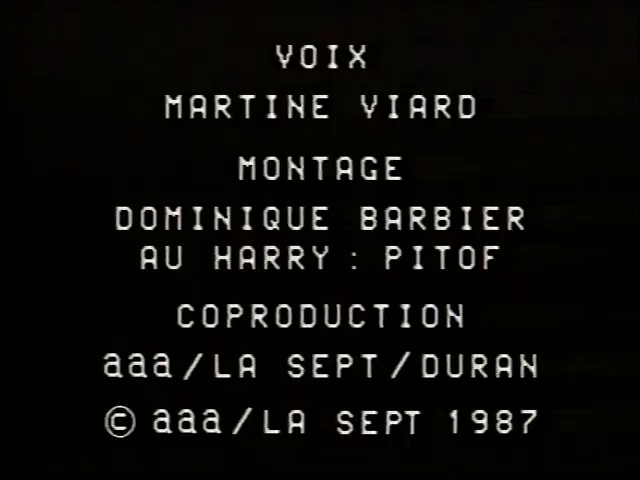 VOIX
MARTINE VIARD
MONTAGE
DOMINIQUE BARBIER
AU HARRY : PITOF
COPRODUCTION
aaa/LA SEPT/DURAN
© aaa/LA SEPT 1987